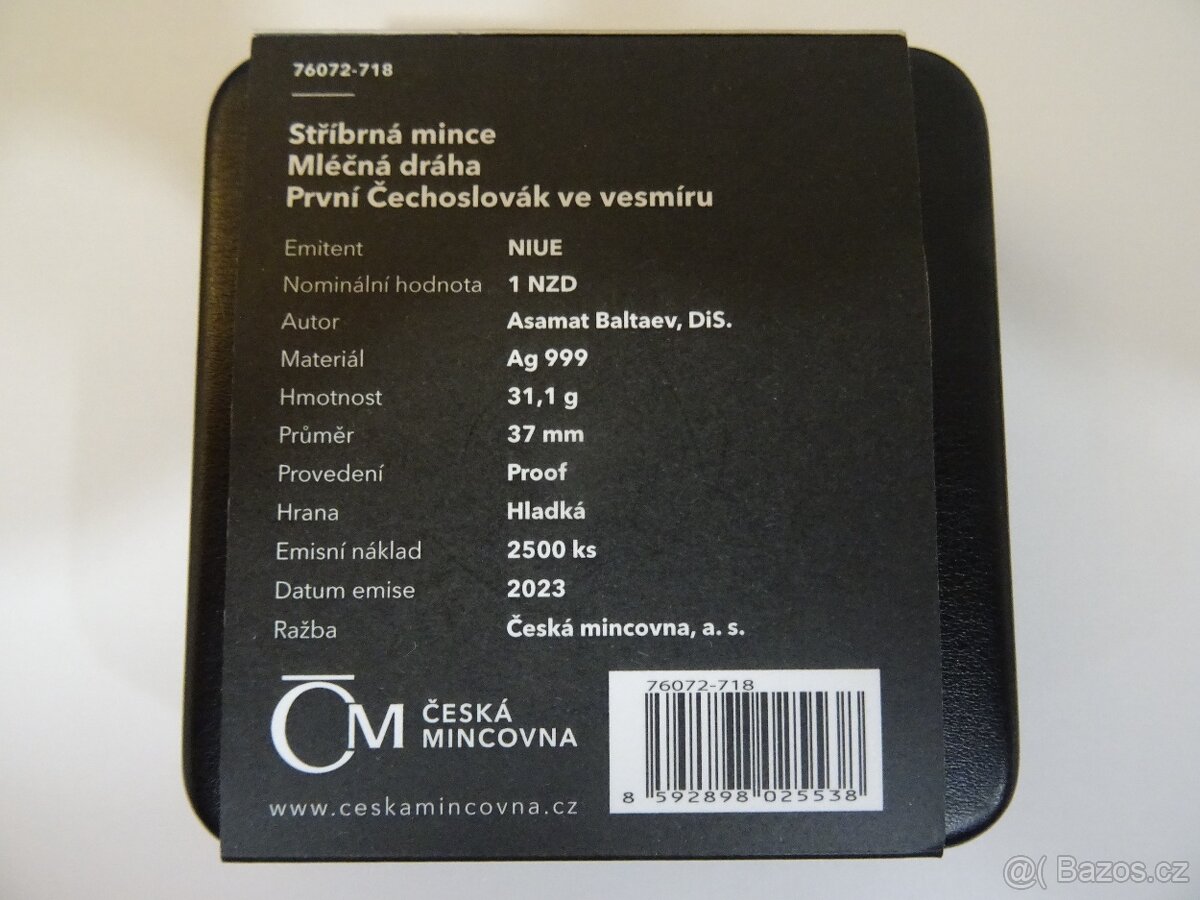 76072-718
Stříbrná mince
Mléčná dráha
První Čechoslovák ve vesmíru
Emitent NIUE
Nominální hodnota 1 NZD
Autor Asamat Baltaev, DiS.
Materiál Ag 999
Hmotnost 31,1 g
Průměr 37 mm
Provedení Proof
Hrana Hladká
Emisní náklad 2500 ks
Datum emise 2023
Ražba Česká mincovna, a. s.
ČM ČESKÁ
MINCOVNA
www.ceskamincovna.cz
76072-718
8 592898 025538
@( Bazos.cz